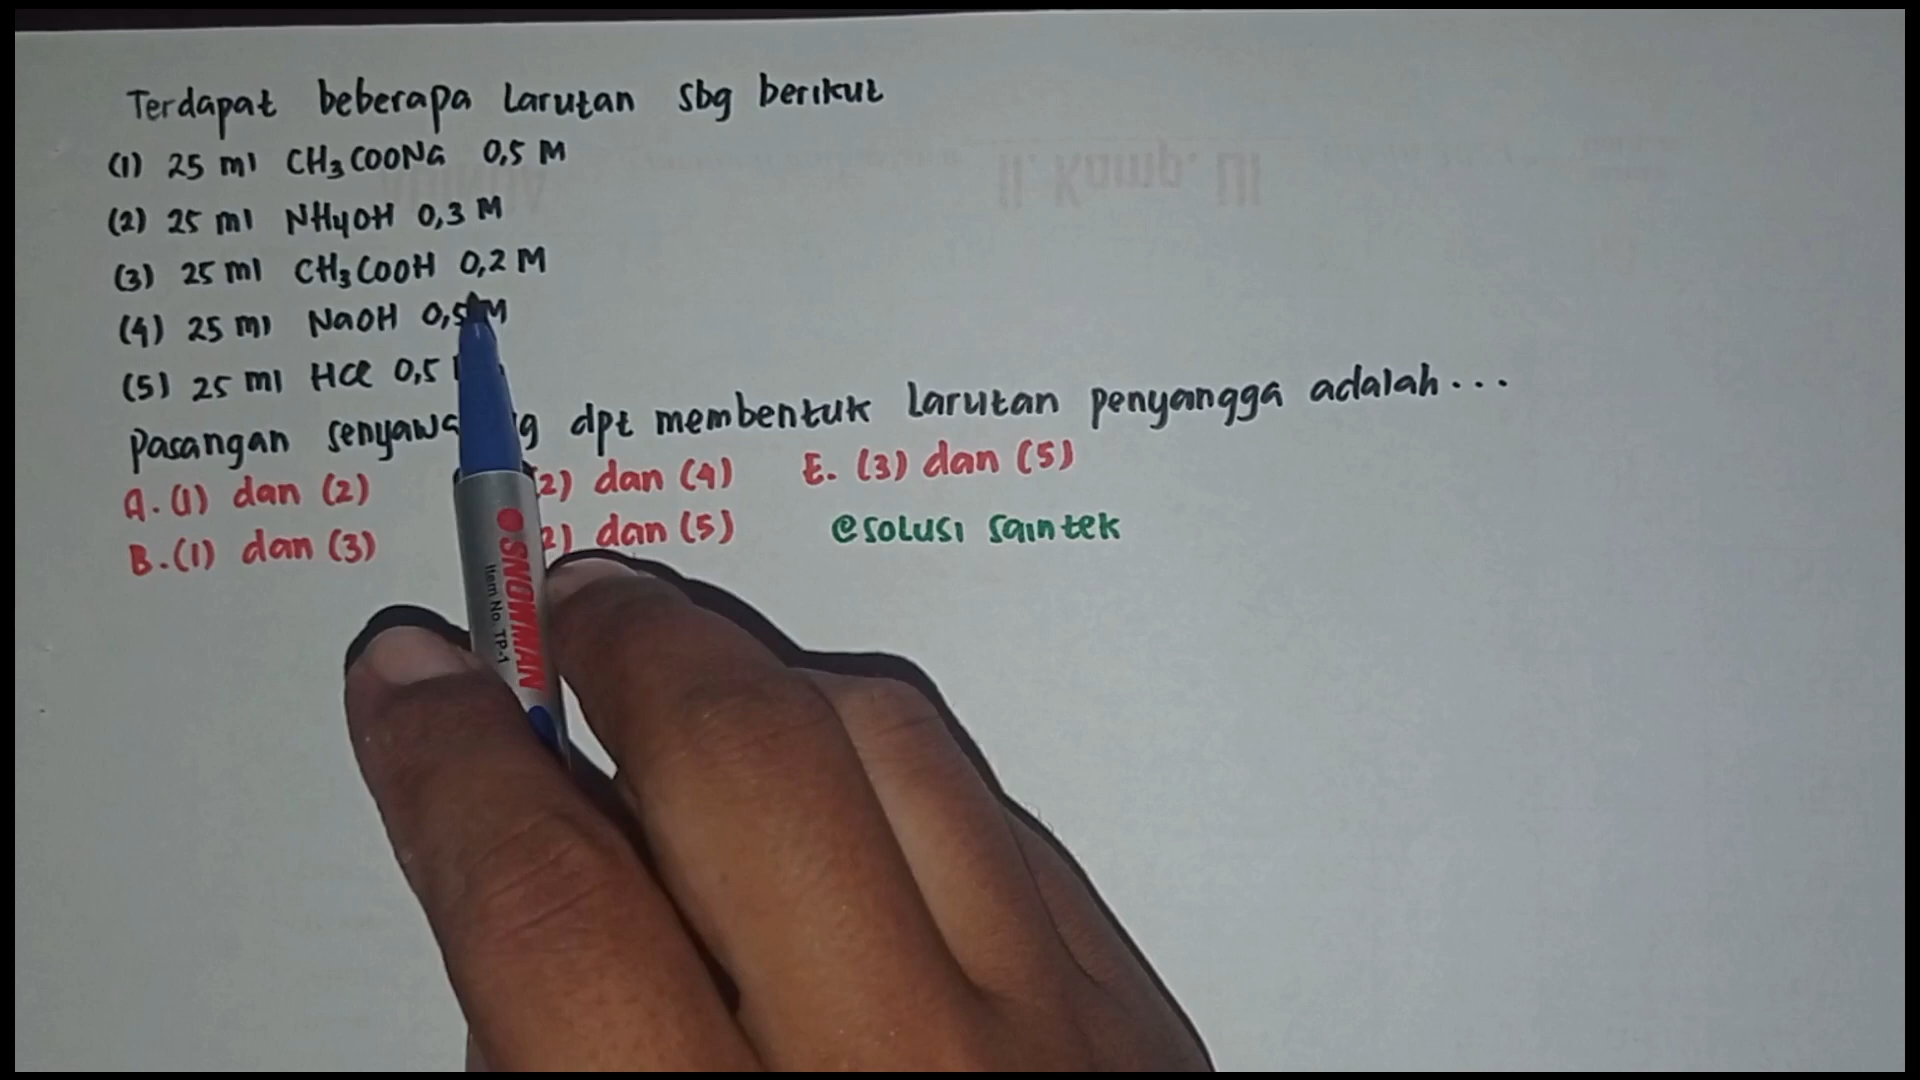 Terdapat beberapa Larutan sbg berikut
(1) 25 ml CH3COONa 0,5 M
(2) 25 ml NH4OH 0,3 M
(3) 25 ml CH3COOH 0,2 M
(4) 25 ml NaOH 0,5 M
(5) 25 ml HCl 0,5
Pasangan senyawa dpt membentuk Larutan penyangga adalah...
A. (1) dan (2) (2) dan (4) E. (3) dan (5)
B. (1) dan (3) 2) dan (5) @solusi saintek
SNOWMAN
Item No. TP-1